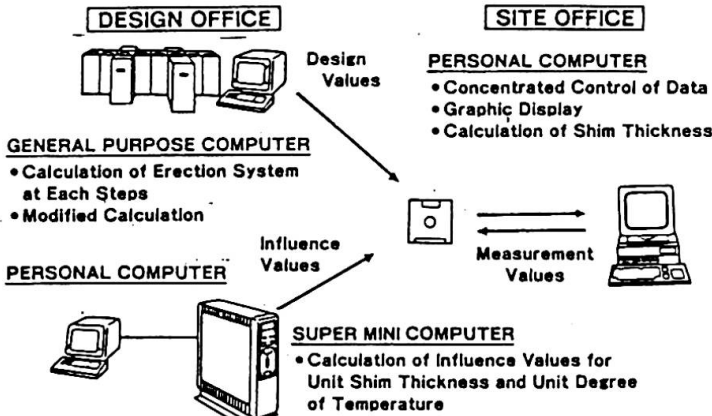 DESIGN OFFICE
SITE OFFICE
Design
Values
PERSONAL COMPUTER
• Concentrated Control of Data
• Graphic Display
• Calculation of Shim Thickness
GENERAL PURPOSE COMPUTER
• Calculation of Erection System
at Each Steps
• Modified Calculation
Influence
Values
Measurement
Values
PERSONAL COMPUTER
SUPER MINI COMPUTER
• Calculation of Influence Values for
Unit Shim Thickness and Unit Degree
of Temperature